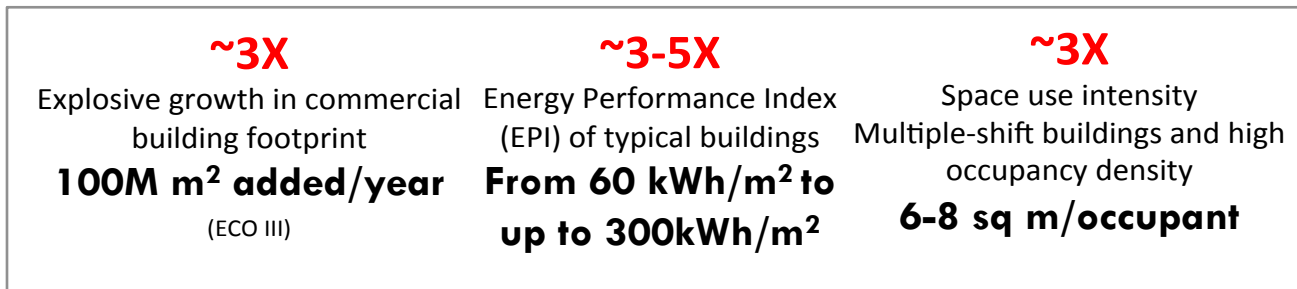 ~3X
Explosive growth in commercial
building footprint
100M m² added/year
(ECO III)
~3-5X
Energy Performance Index
(EPI) of typical buildings
From 60 kWh/m² to
up to 300kWh/m²
~3X
Space use intensity
Multiple-shift buildings and high
occupancy density
6-8 sq m/occupant